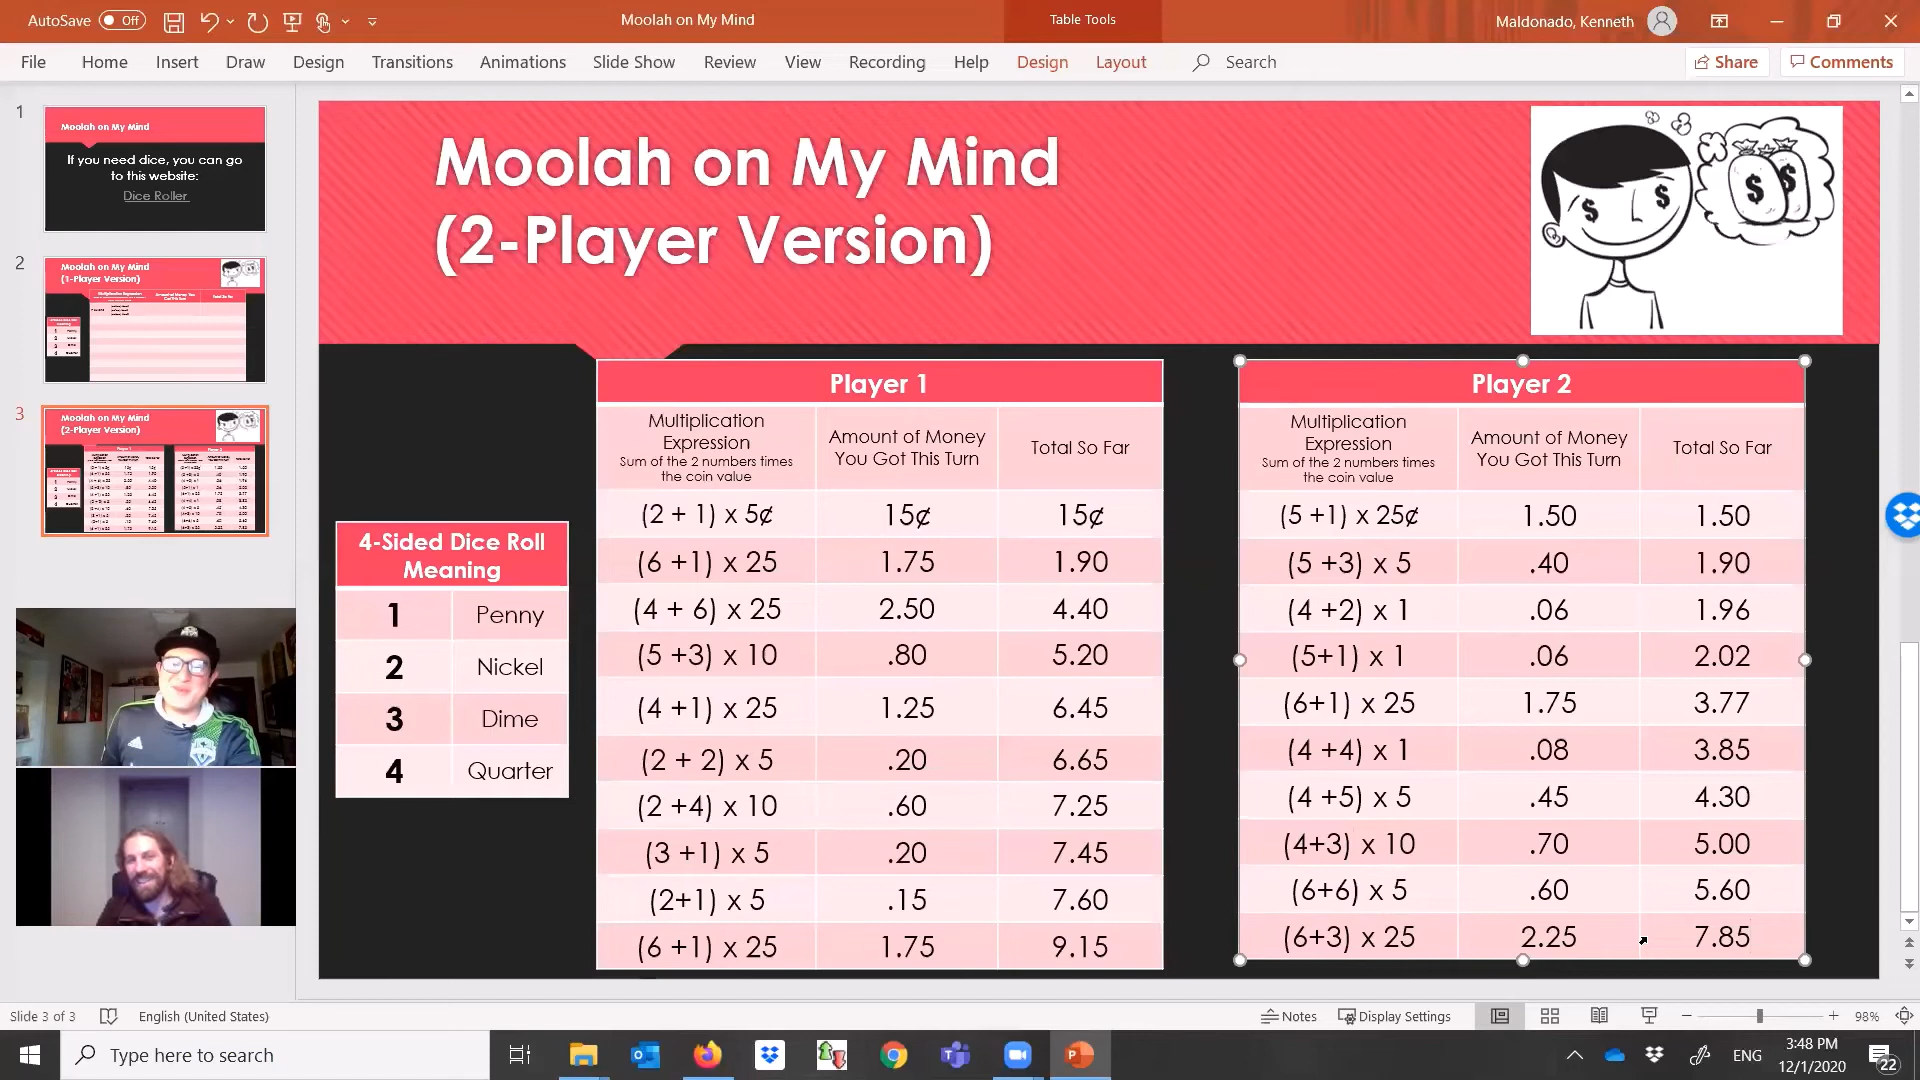 AutoSave Off Moolah on My Mind Table Tools Maldonado, Kenneth
File Home Insert Draw Design Transitions Animations Slide Show Review View Recording Help Design Layout Search Share Comments
1
Moolah on My Mind
If you need dice, you can go
to this website:
Dice Roller
2
Moolah on My Mind
(1-Player Version)
3
Moolah on My Mind
(2-Player Version)
Moolah on My Mind
(2-Player Version)
$ $ $ $
4-Sided Dice Roll
Meaning
1 Penny
2 Nickel
3 Dime
4 Quarter
Player 1
Multiplication
Expression
Sum of the 2 numbers times
the coin value
Amount of Money
You Got This Turn
Total So Far
(2 + 1) x 5¢ 15¢ 15¢
(6 +1) x 25 1.75 1.90
(4 + 6) x 25 2.50 4.40
(5 +3) x 10 .80 5.20
(4 +1) x 25 1.25 6.45
(2 + 2) x 5 .20 6.65
(2 +4) x 10 .60 7.25
(3 +1) x 5 .20 7.45
(2+1) x 5 .15 7.60
(6 +1) x 25 1.75 9.15
Player 2
Multiplication
Expression
Sum of the 2 numbers times
the coin value
Amount of Money
You Got This Turn
Total So Far
(5 +1) x 25¢ 1.50 1.50
(5 +3) x 5 .40 1.90
(4 +2) x 1 .06 1.96
(5+1) x 1 .06 2.02
(6+1) x 25 1.75 3.77
(4 +4) x 1 .08 3.85
(4 +5) x 5 .45 4.30
(4+3) x 10 .70 5.00
(6+6) x 5 .60 5.60
(6+3) x 25 2.25 7.85
Slide 3 of 3 English (United States) Notes Display Settings 98%
Type here to search ENG 3:48 PM
12/1/2020 22